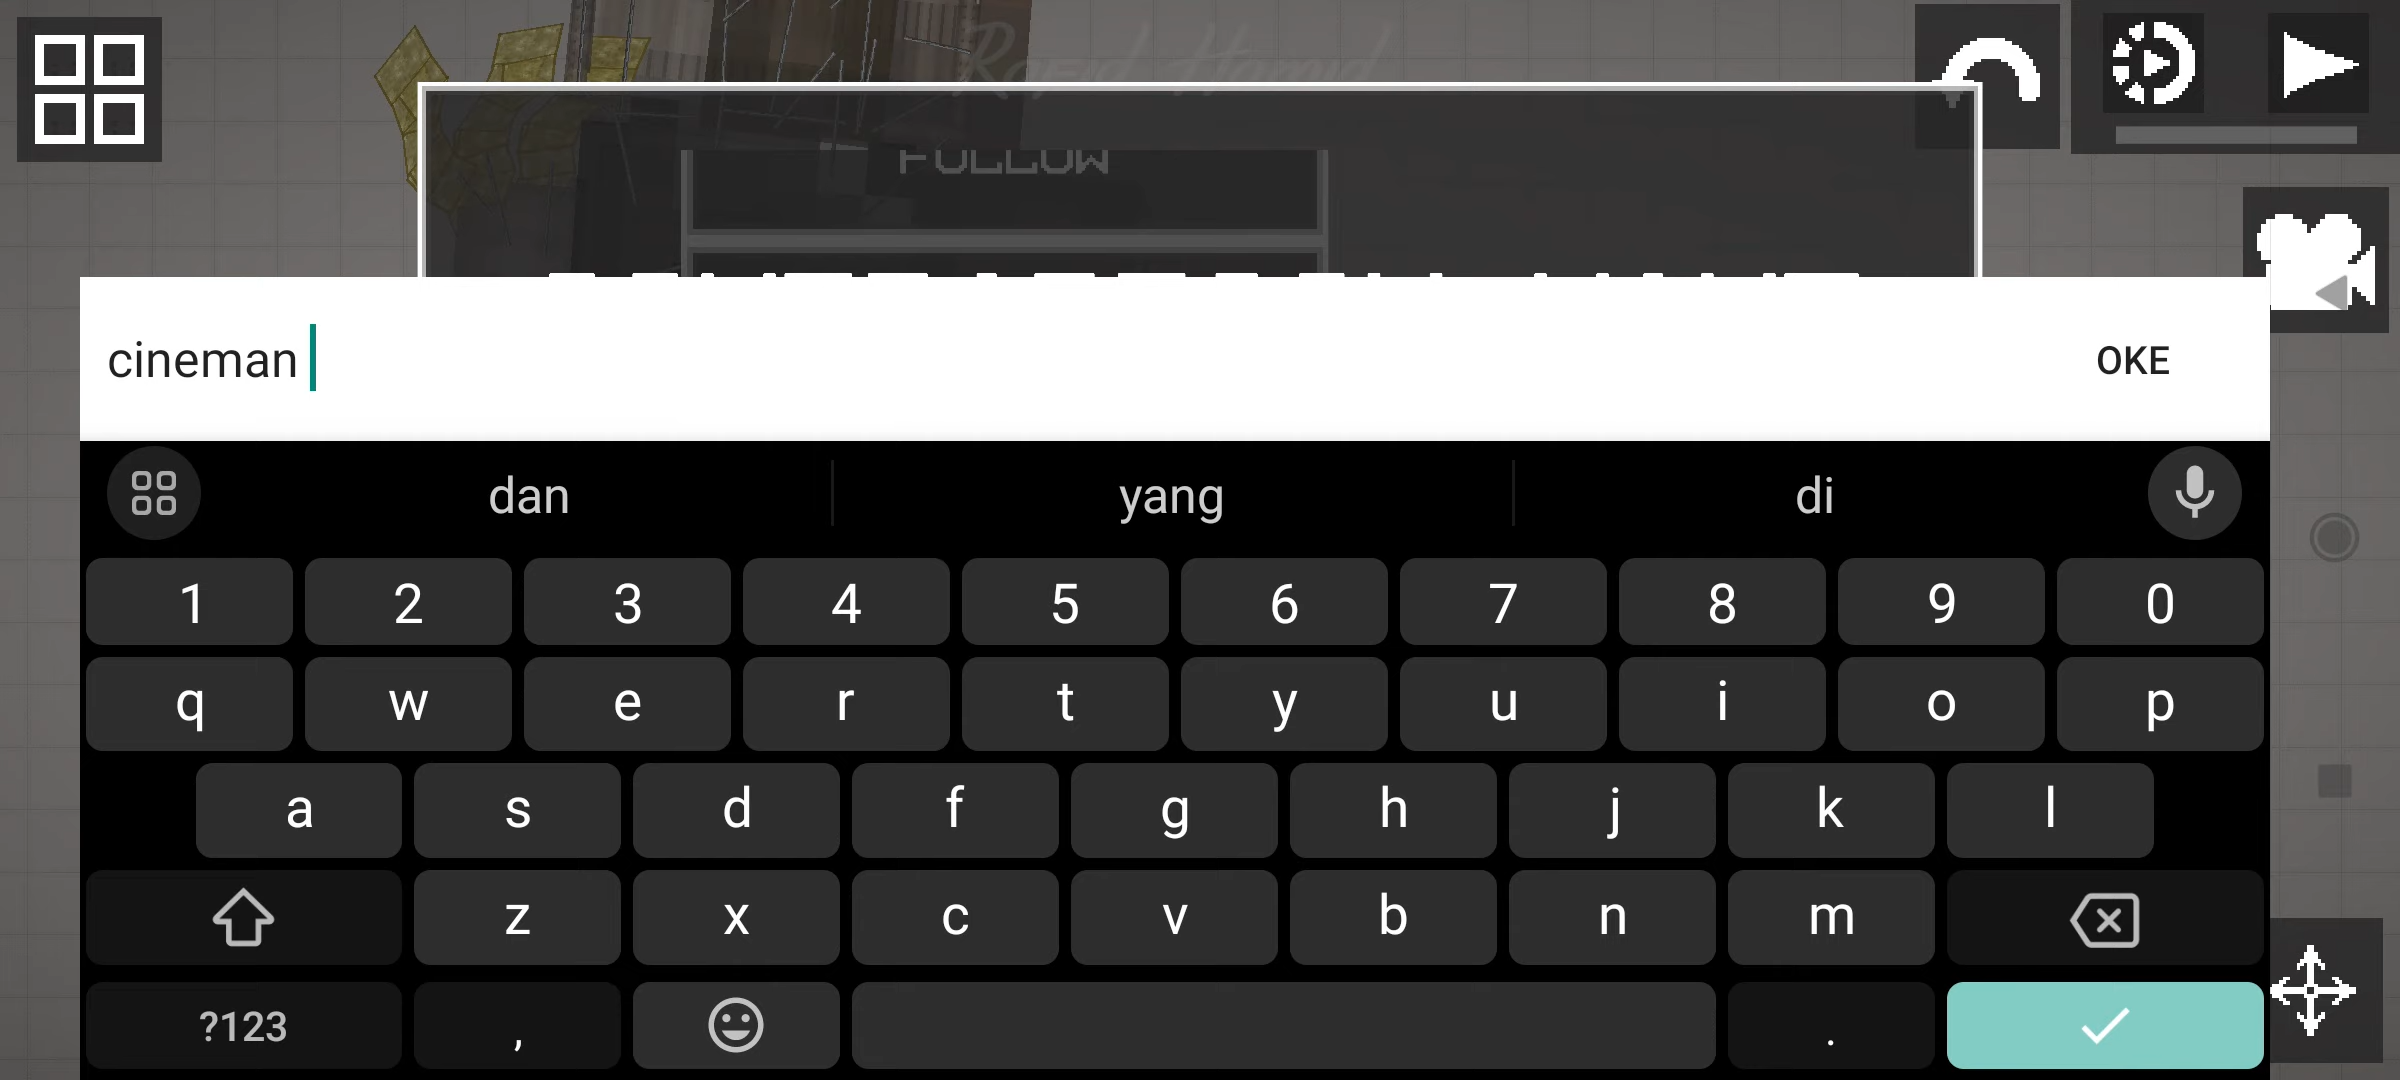 FOLLOW
cineman
OKE
dan yang di
1 2 3 4 5 6 7 8 9 0
q w e r t y u i o p
a s d f g h j k l
z x c v b n m
?123 , .